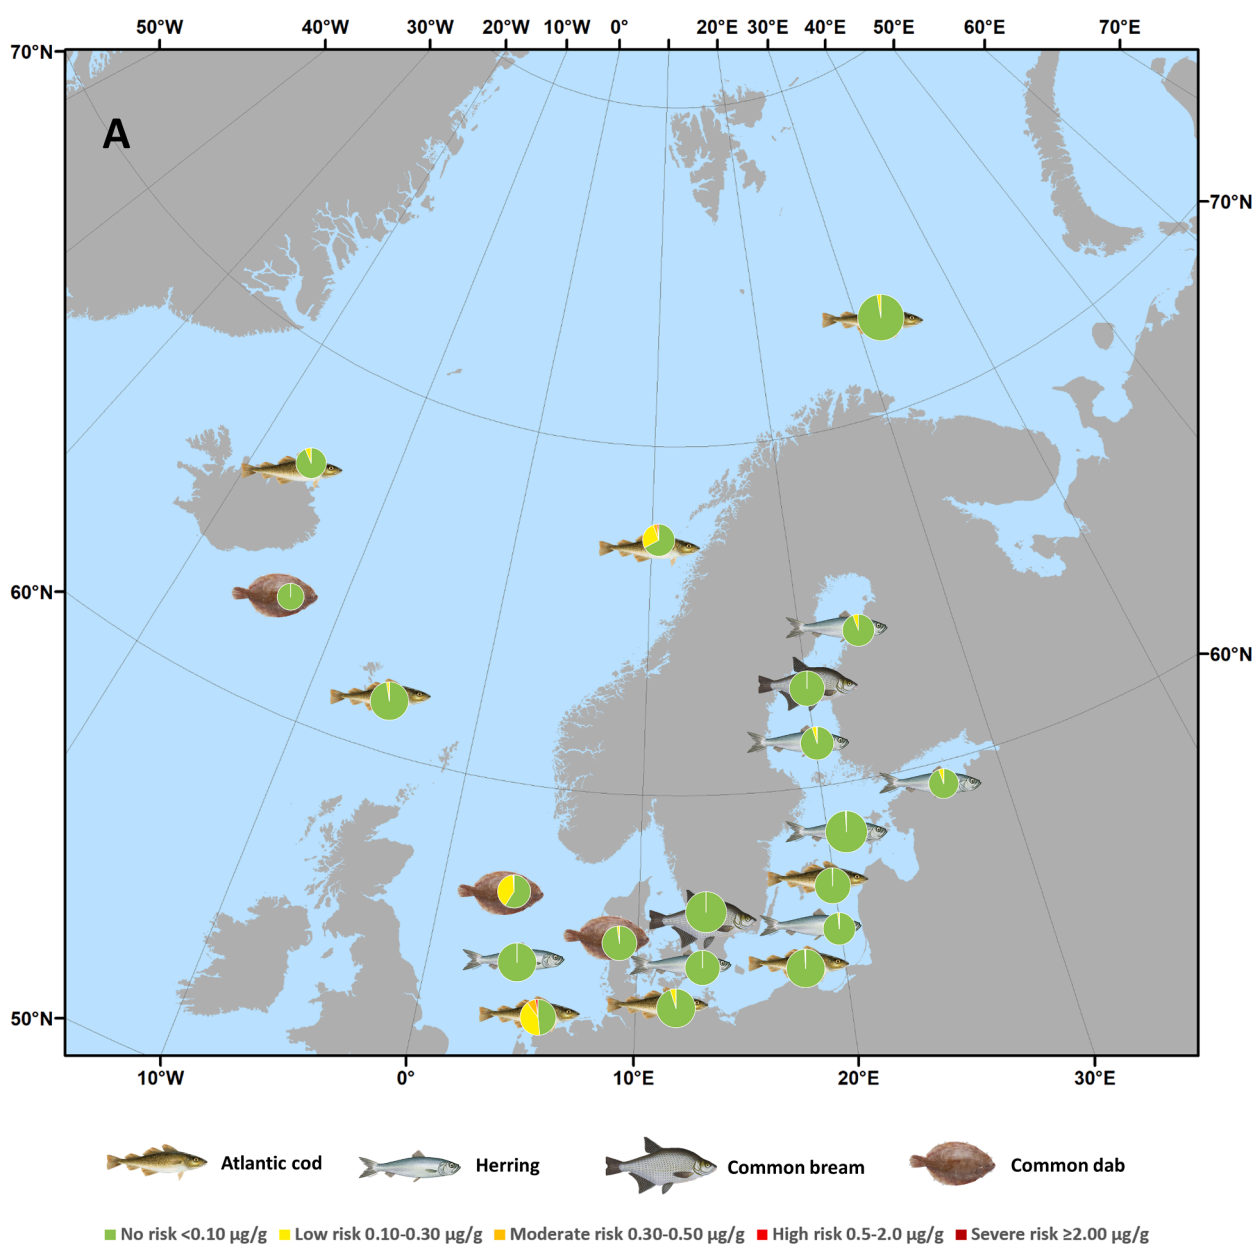 50°W 40°W 30°W 20°W 10°W 0° 20°E 30°E 40°E 50°E 60°E 70°E
70°N
A
70°N
60°N
60°N
50°N
10°W 0° 10°E 20°E 30°E
Atlantic cod Herring Common bream Common dab
No risk <0.10 µg/g Low risk 0.10-0.30 µg/g Moderate risk 0.30-0.50 µg/g High risk 0.5-2.0 µg/g Severe risk ≥2.00 µg/g